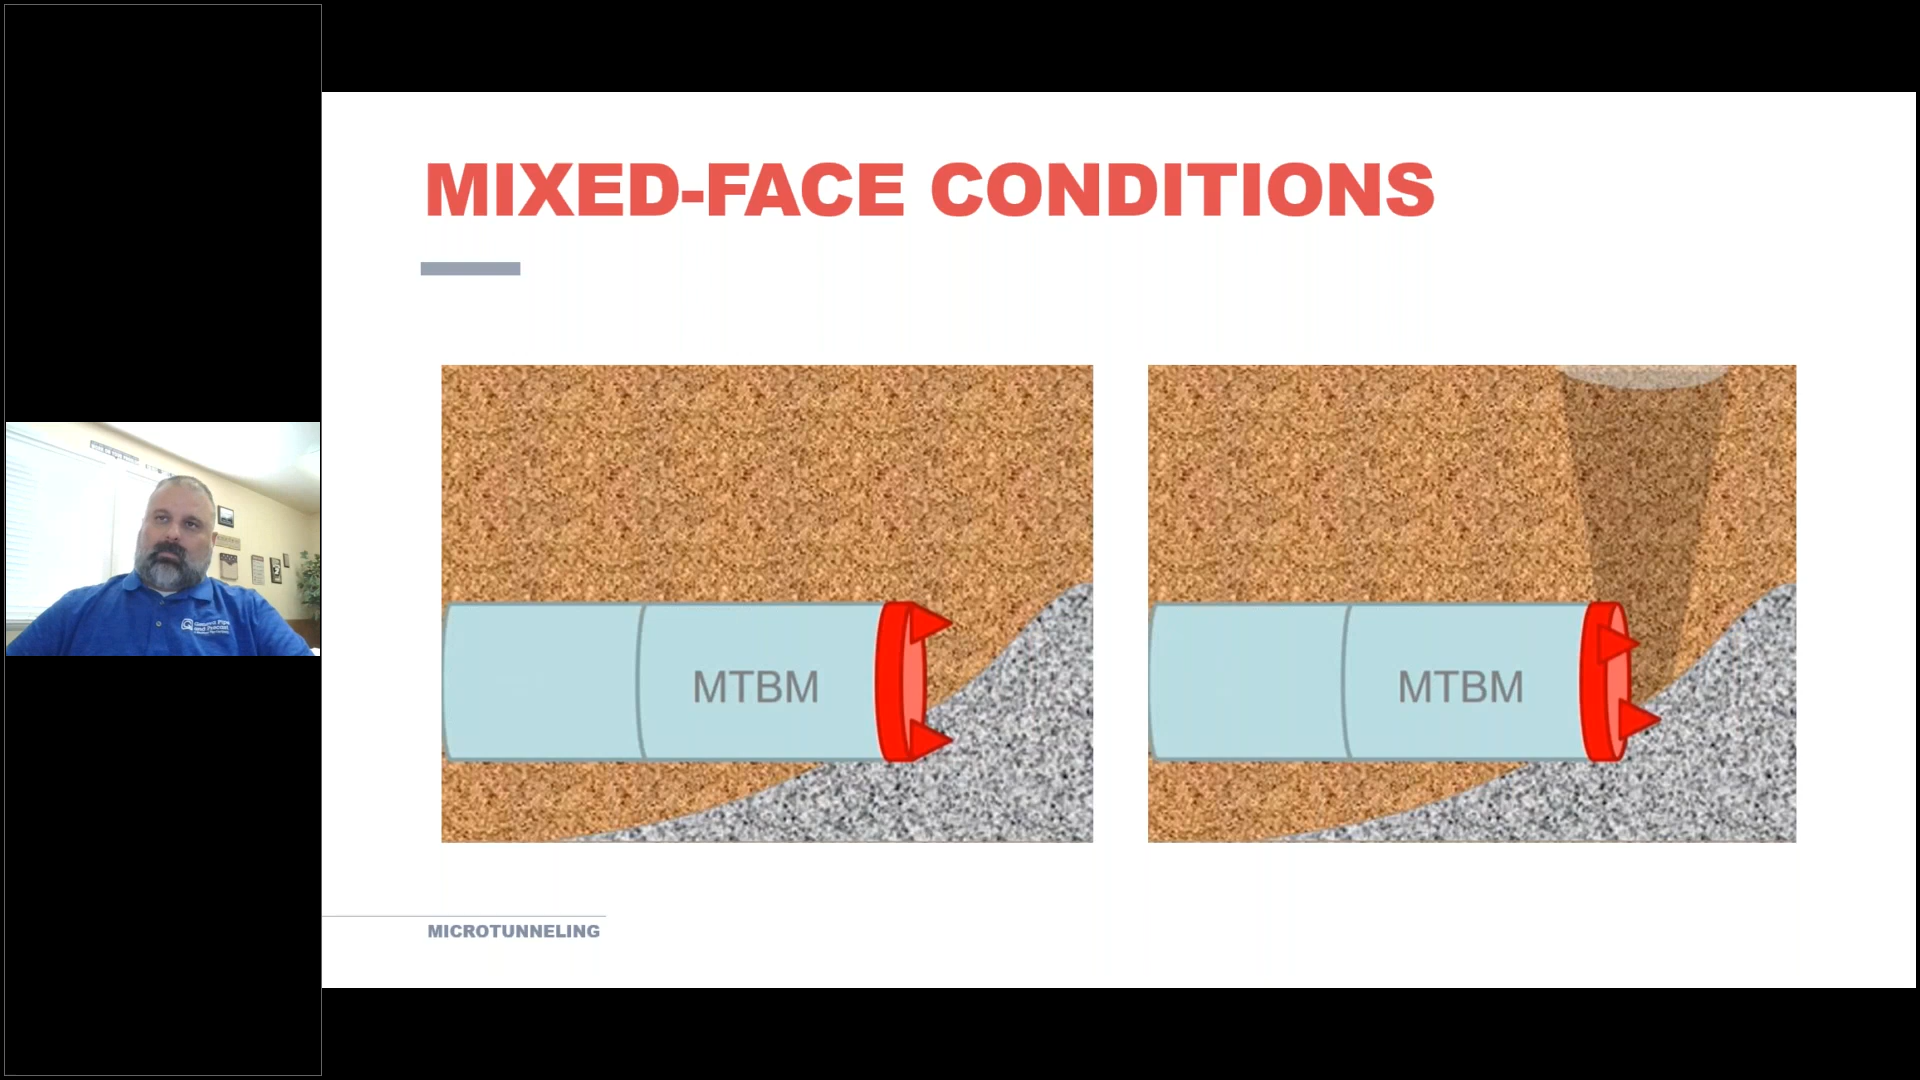 MIXED-FACE CONDITIONS
MTBM
MTBM
MICROTUNNELING